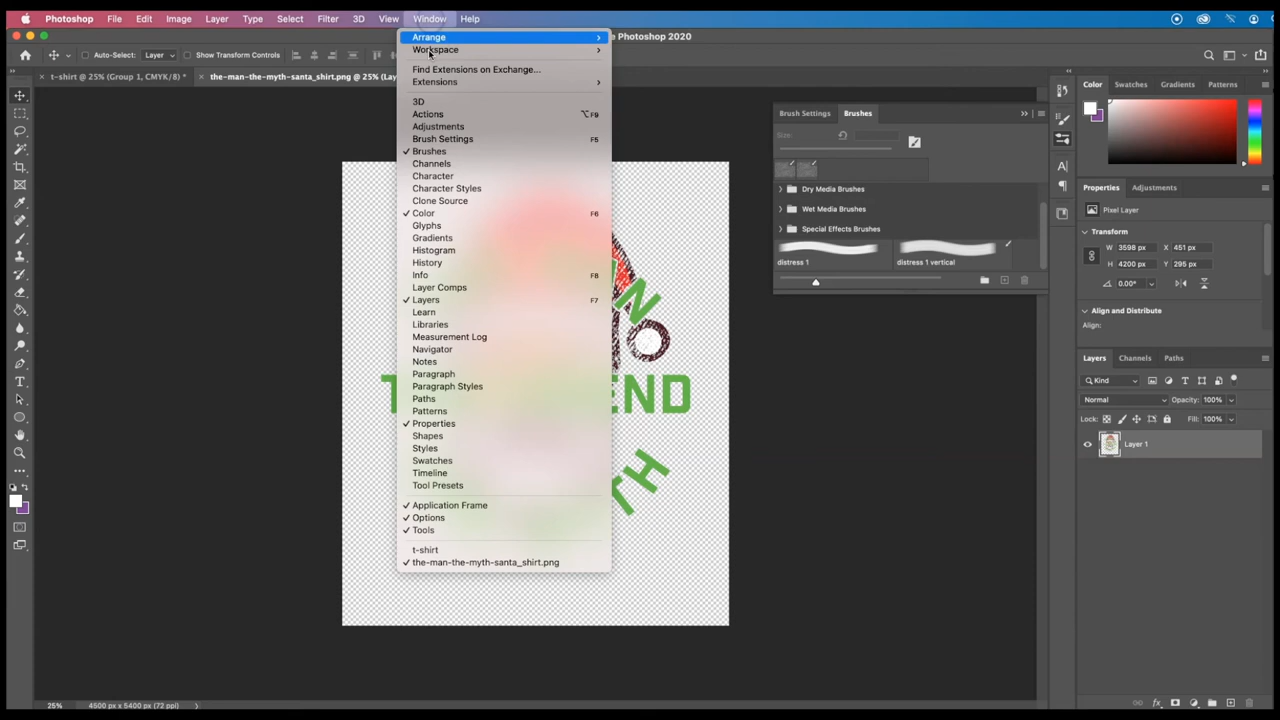 Photoshop File Edit Image Layer Type Select Filter 3D View Window Help
Photoshop 2020
Auto-Select: Layer Show Transform Controls
t-shirt @ 25% (Group 1, CMYK/8) * the-man-the-myth-santa_shirt.png @ 25% (Lay
Arrange
Workspace
Find Extensions on Exchange...
Extensions
3D
Actions ⌥F9
Adjustments
Brush Settings F5
Brushes
Channels
Character
Character Styles
Clone Source
Color F6
Glyphs
Gradients
Histogram
History
Info F8
Layer Comps
Layers F7
Learn
Libraries
Measurement Log
Navigator
Notes
Paragraph
Paragraph Styles
Paths
Patterns
Properties
Shapes
Styles
Swatches
Timeline
Tool Presets
Application Frame
Options
Tools
t-shirt
the-man-the-myth-santa_shirt.png
N
T END
TH
Brush Settings Brushes
Size:
Dry Media Brushes
Wet Media Brushes
Special Effects Brushes
distress 1 distress 1 vertical
Color Swatches Gradients Patterns
Properties Adjustments
Pixel Layer
Transform
W 3598 px X 451 px
H 4200 px Y 295 px
0.00°
Align and Distribute
Align:
Layers Channels Paths
Kind
Normal Opacity: 100%
Lock: Fill: 100%
Layer 1
25% 4500 px x 5400 px (72 ppi)